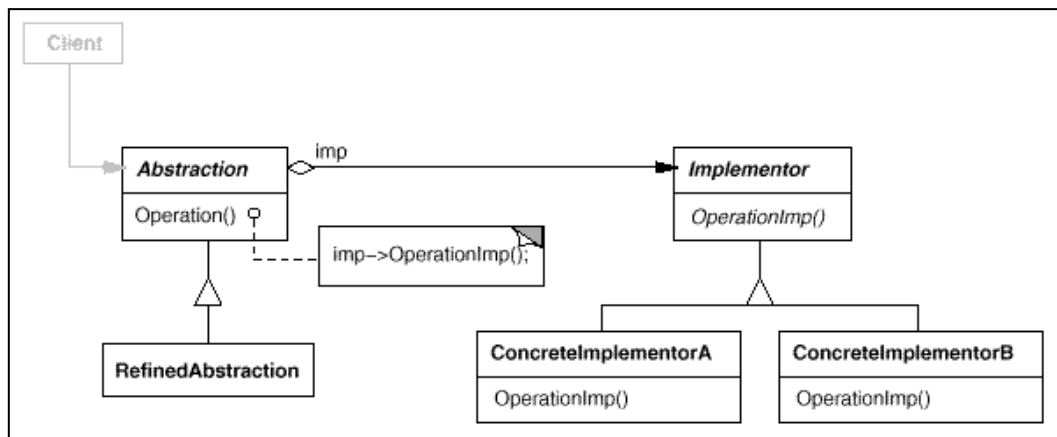 Client
imp
Abstraction
Implementor
Operation()
OperationImp()
imp->OperationImp();
ConcreteImplementorA
ConcreteImplementorB
RefinedAbstraction
OperationImp()
OperationImp()